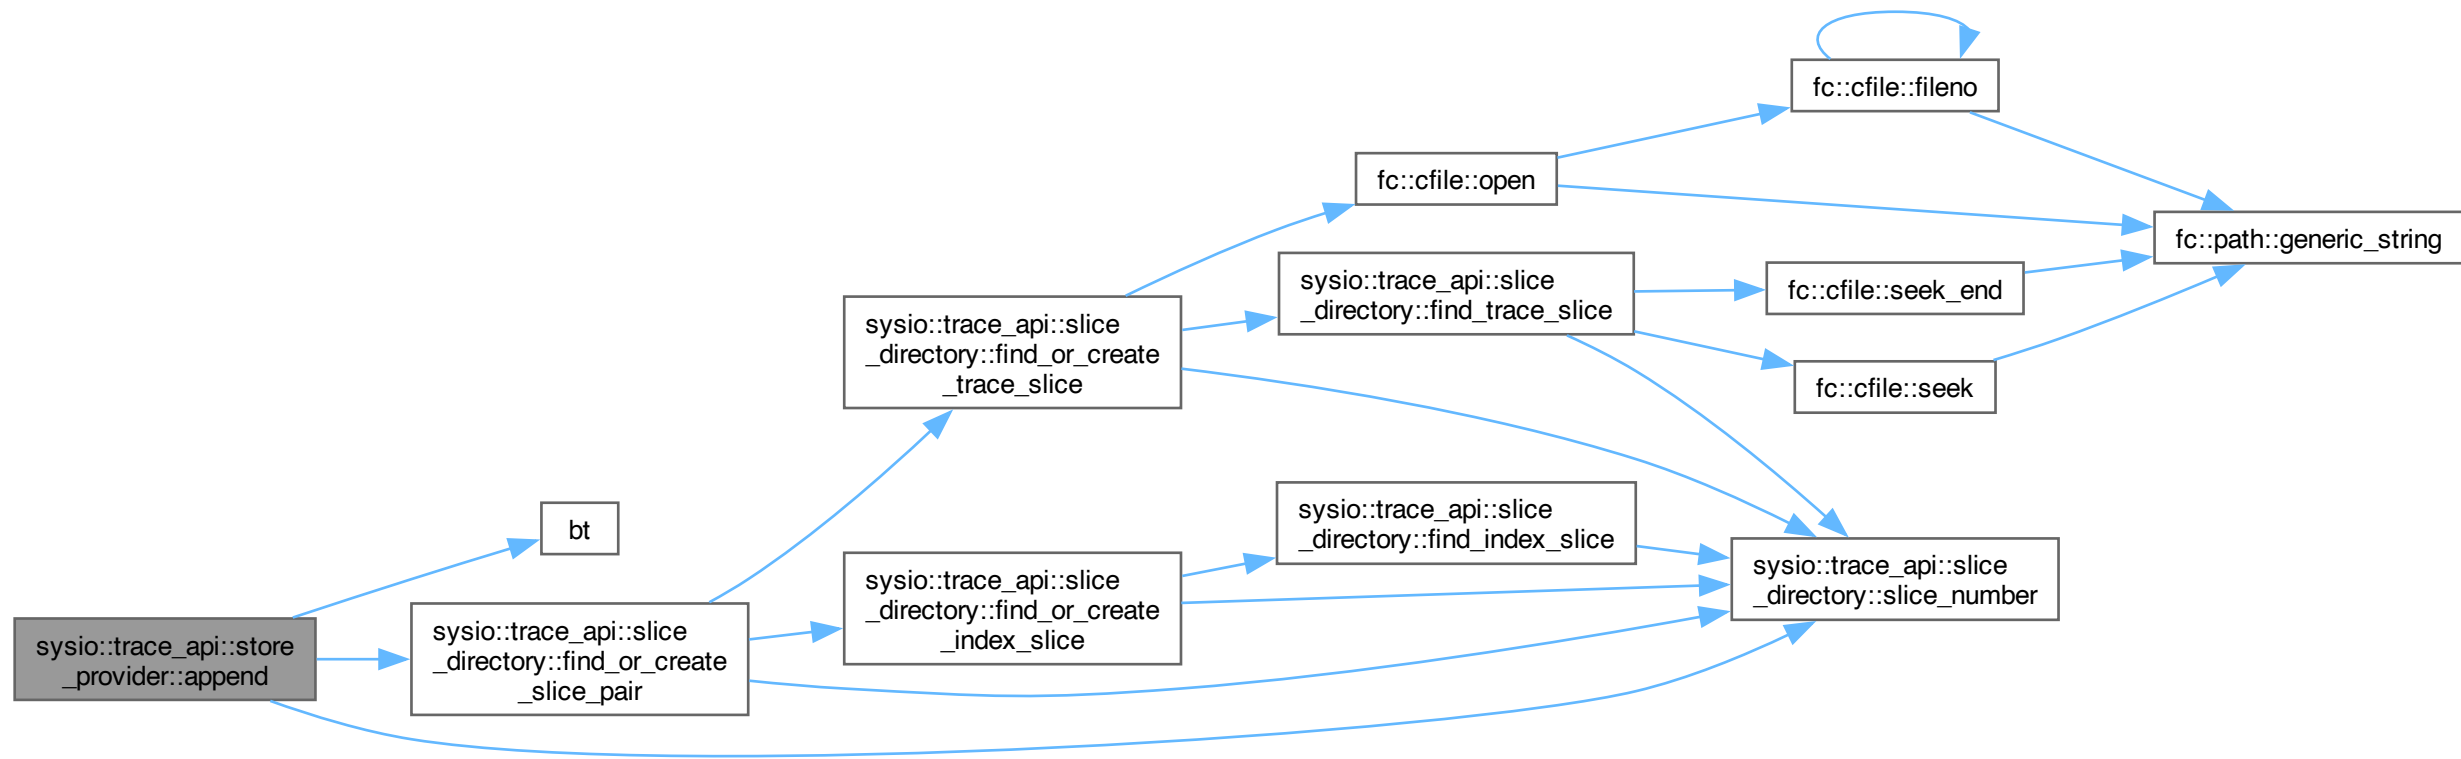 sysio::trace_api::store
_provider::append
bt
sysio::trace_api::slice
_directory::find_or_create
_slice_pair
sysio::trace_api::slice
_directory::find_or_create
_trace_slice
sysio::trace_api::slice
_directory::find_or_create
_index_slice
fc::cfile::open
sysio::trace_api::slice
_directory::find_trace_slice
sysio::trace_api::slice
_directory::find_index_slice
fc::cfile::fileno
fc::cfile::seek_end
fc::cfile::seek
sysio::trace_api::slice
_directory::slice_number
fc::path::generic_string